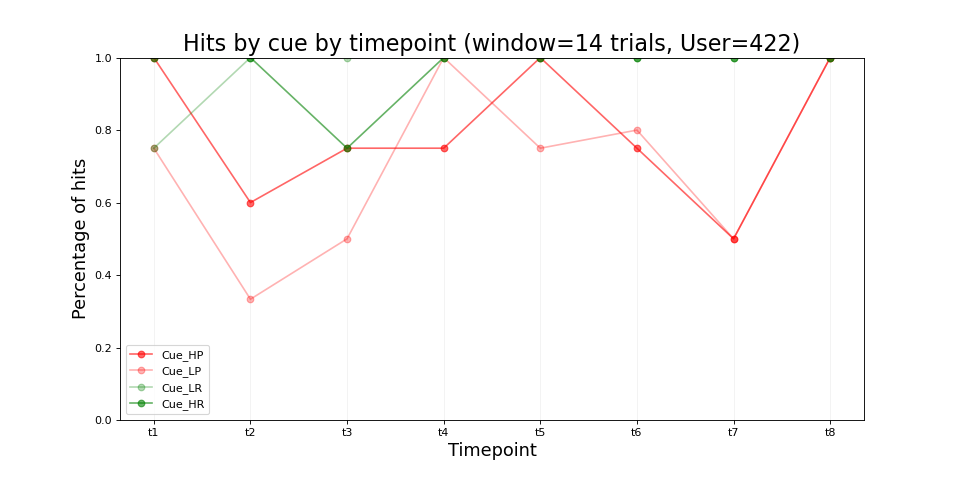 Hits by cue by timepoint (window=14 trials, User=422)
Percentage of hits
1.0
0.8
0.6
0.4
0.2
0.0
Cue_HP
Cue_LP
Cue_LR
Cue_HR
t1 t2 t3 t4 t5 t6 t7 t8
Timepoint